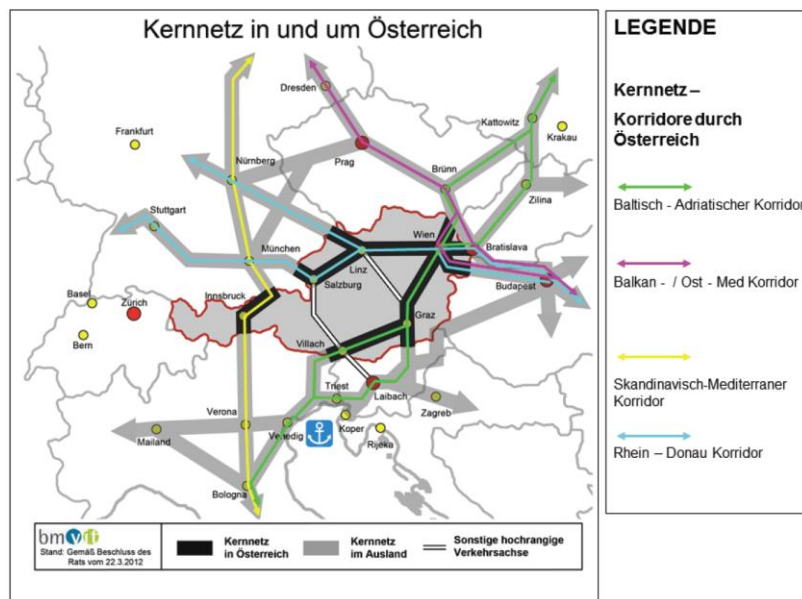 Kernnetz in und um Österreich
Dresden
Kattowitz
Krakau
Frankfurt
Nürnberg
Prag
Brünn
Zilina
Stuttgart
München
Wien
Bratislava
Linz
Salzburg
Budapest
Basel
Zürich
Innsbruck
Bern
Graz
Villach
Triest
Laibach
Verona
Zagreb
Mailand
Venedig
Koper
Rijeka
Bologna
bmvit
Stand: Gemäß Beschluss des
Rats vom 22.3.2012
Kernnetz
in Österreich
Kernnetz
im Ausland
Sonstige hochrangige
Verkehrsachse
LEGENDE
Kernnetz –
Korridore durch
Österreich
Baltisch - Adriatischer Korridor
Balkan - / Ost - Med Korridor
Skandinavisch-Mediterraner
Korridor
Rhein – Donau Korridor